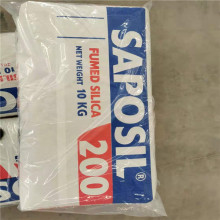 SAPOSIL®
FUMED SILICA
NET WEIGHT 10 KG
200